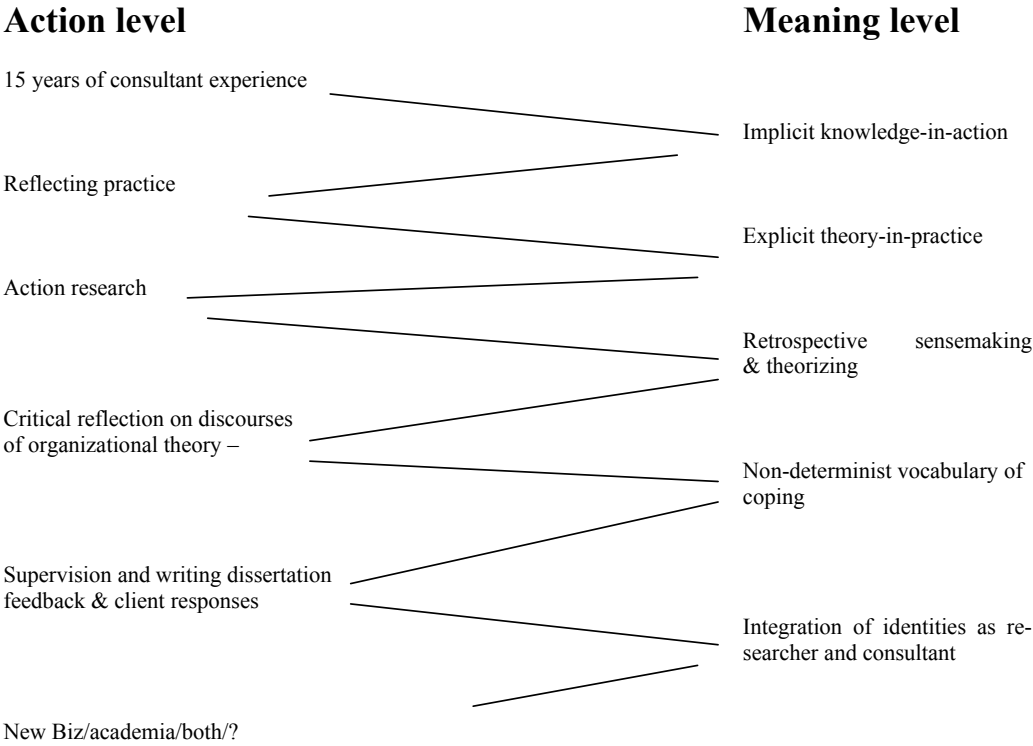 Action level
Meaning level
15 years of consultant experience
Implicit knowledge-in-action
Reflecting practice
Explicit theory-in-practice
Action research
Retrospective sensemaking
& theorizing
Critical reflection on discourses
of organizational theory –
Non-determinist vocabulary of
coping
Supervision and writing dissertation
feedback & client responses
Integration of identities as re-
searcher and consultant
New Biz/academia/both/?